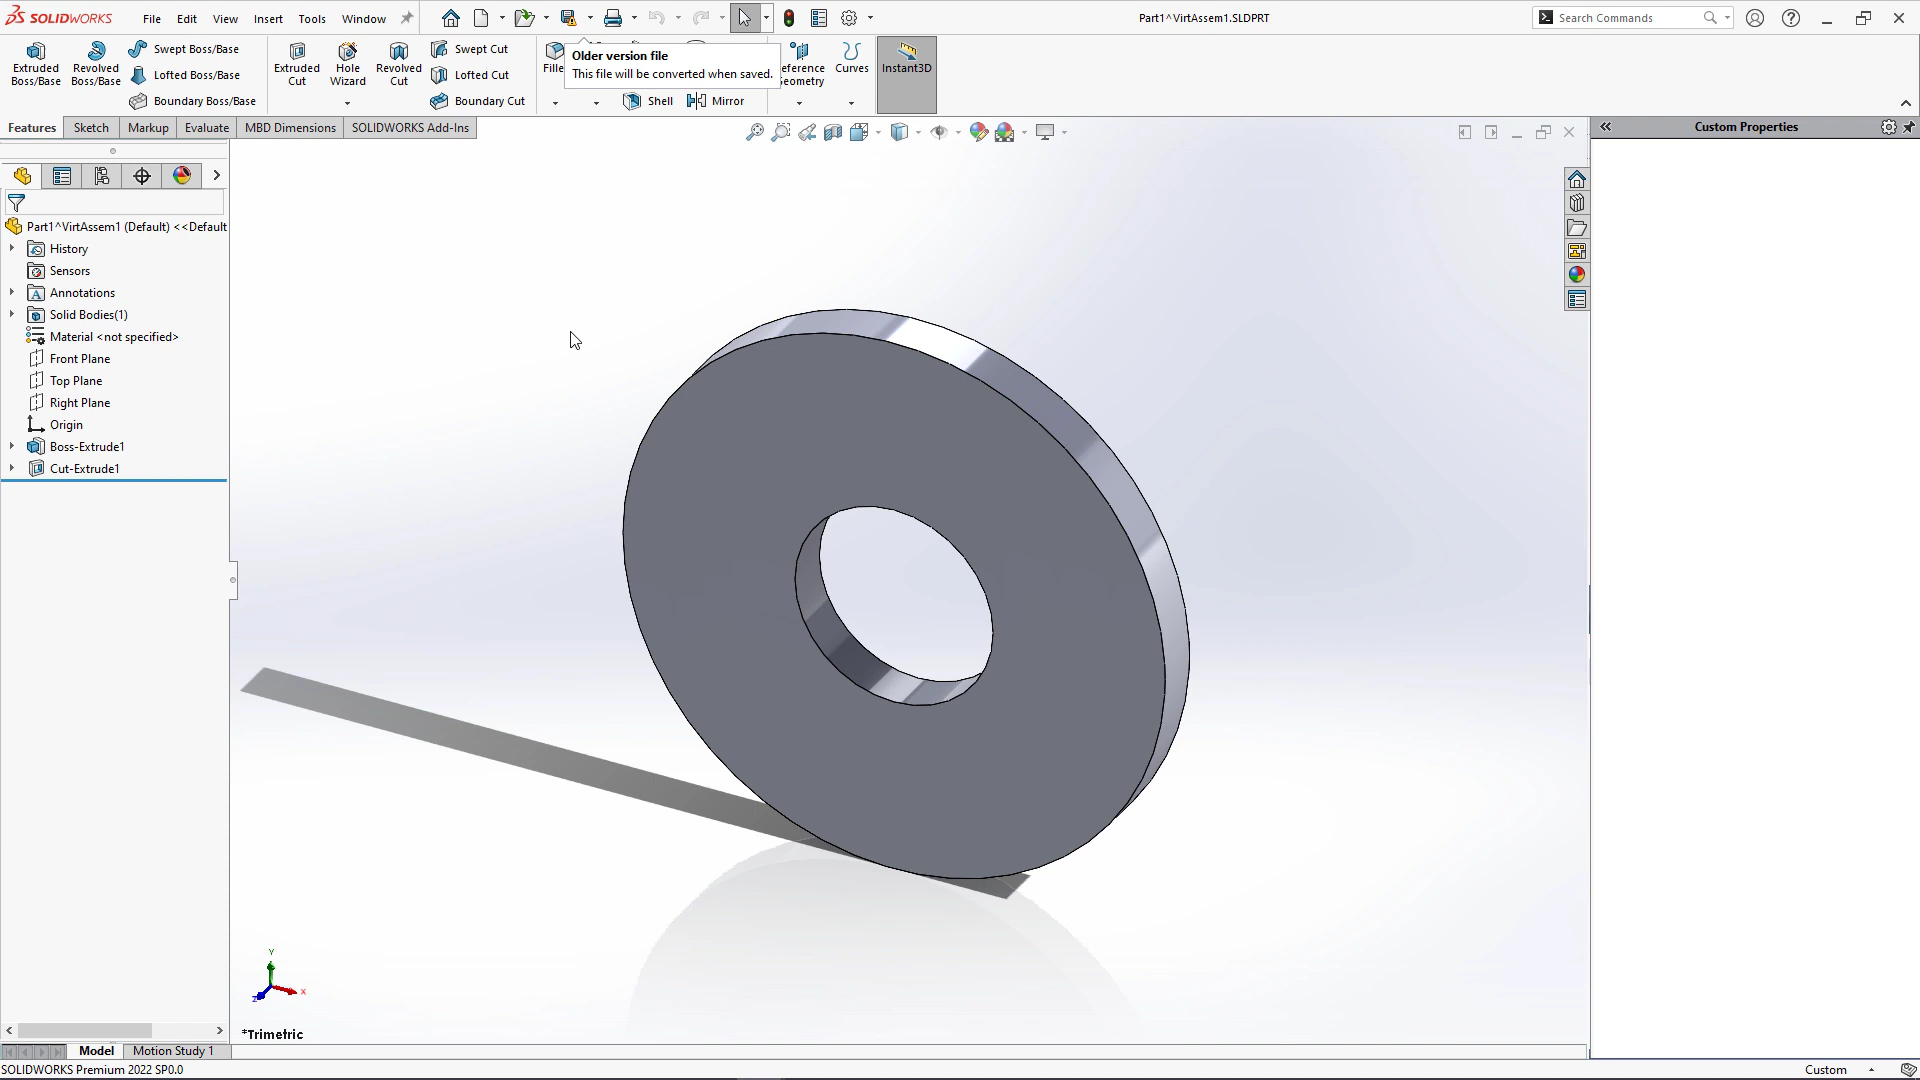 SOLIDWORKS
File Edit View Insert Tools Window
Part1^VirtAssem1.SLDPRT
Search Commands
Extruded Boss/Base
Revolved Boss/Base
Swept Boss/Base
Lofted Boss/Base
Boundary Boss/Base
Extruded Cut
Hole Wizard
Revolved Cut
Swept Cut
Lofted Cut
Boundary Cut
Older version file
This file will be converted when saved.
Shell
Mirror
Curves
Instant3D
Features Sketch Markup Evaluate MBD Dimensions SOLIDWORKS Add-Ins
Custom Properties
Part1^VirtAssem1 (Default) <<Default
History
Sensors
Annotations
Solid Bodies(1)
Material <not specified>
Front Plane
Top Plane
Right Plane
Origin
Boss-Extrude1
Cut-Extrude1
Y
X
Z
*Trimetric
Model Motion Study 1
SOLIDWORKS Premium 2022 SP0.0
Custom